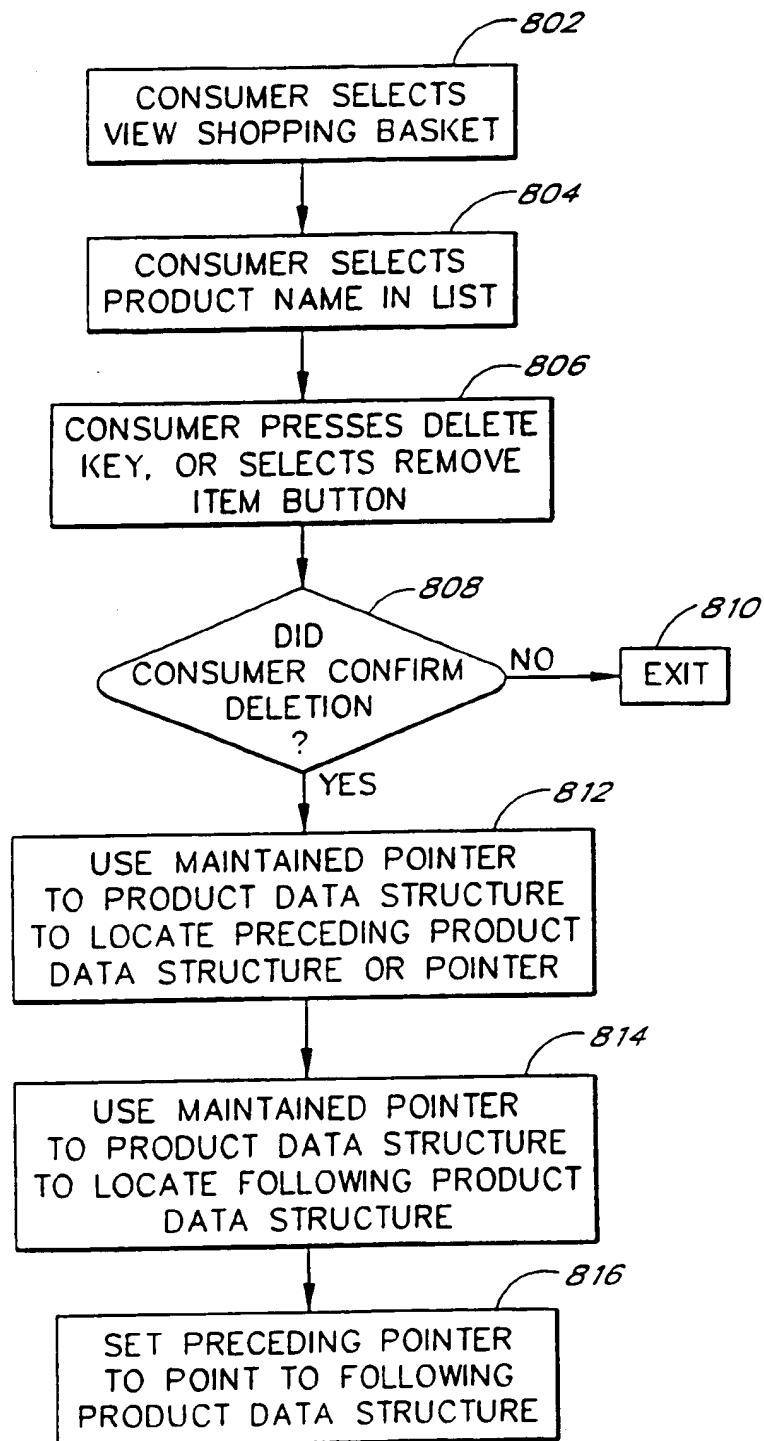 802
CONSUMER SELECTS
VIEW SHOPPING BASKET
804
CONSUMER SELECTS
PRODUCT NAME IN LIST
806
CONSUMER PRESSES DELETE
KEY, OR SELECTS REMOVE
ITEM BUTTON
808
DID
CONSUMER CONFIRM
DELETION
?
NO
810
EXIT
YES
812
USE MAINTAINED POINTER
TO PRODUCT DATA STRUCTURE
TO LOCATE PRECEDING PRODUCT
DATA STRUCTURE OR POINTER
814
USE MAINTAINED POINTER
TO PRODUCT DATA STRUCTURE
TO LOCATE FOLLOWING PRODUCT
DATA STRUCTURE
816
SET PRECEDING POINTER
TO POINT TO FOLLOWING
PRODUCT DATA STRUCTURE